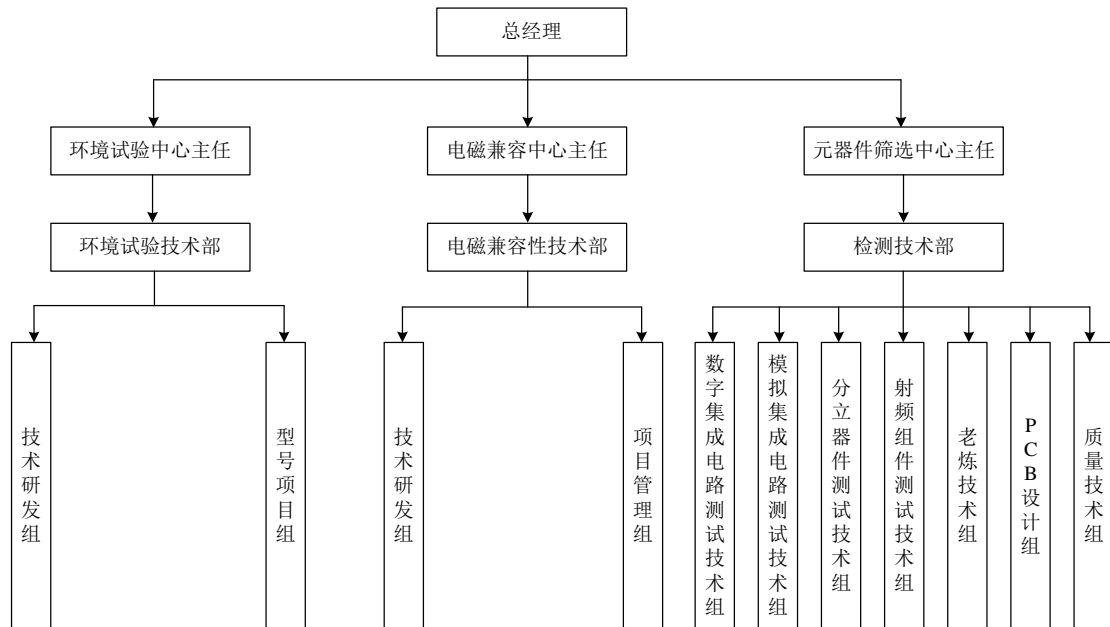 总经理
环境试验中心主任
电磁兼容中心主任
元器件筛选中心主任
环境试验技术部
电磁兼容性技术部
检测技术部
技术研发组
型号项目组
技术研发组
项目管理组
数字集成电路测试技术组
模拟集成电路测试技术组
分立器件测试技术组
射频组件测试技术组
老炼技术组
PCB设计组
质量技术组